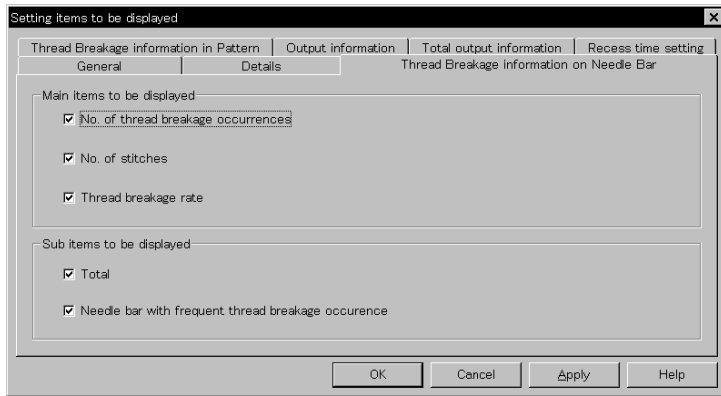 Setting items to be displayed
Thread Breakage information in Pattern Output information Total output information Recess time setting
General Details Thread Breakage information on Needle Bar
Main items to be displayed
No. of thread breakage occurrences
No. of stitches
Thread breakage rate
Sub items to be displayed
Total
Needle bar with frequent thread breakage occurence
OK Cancel Apply Help